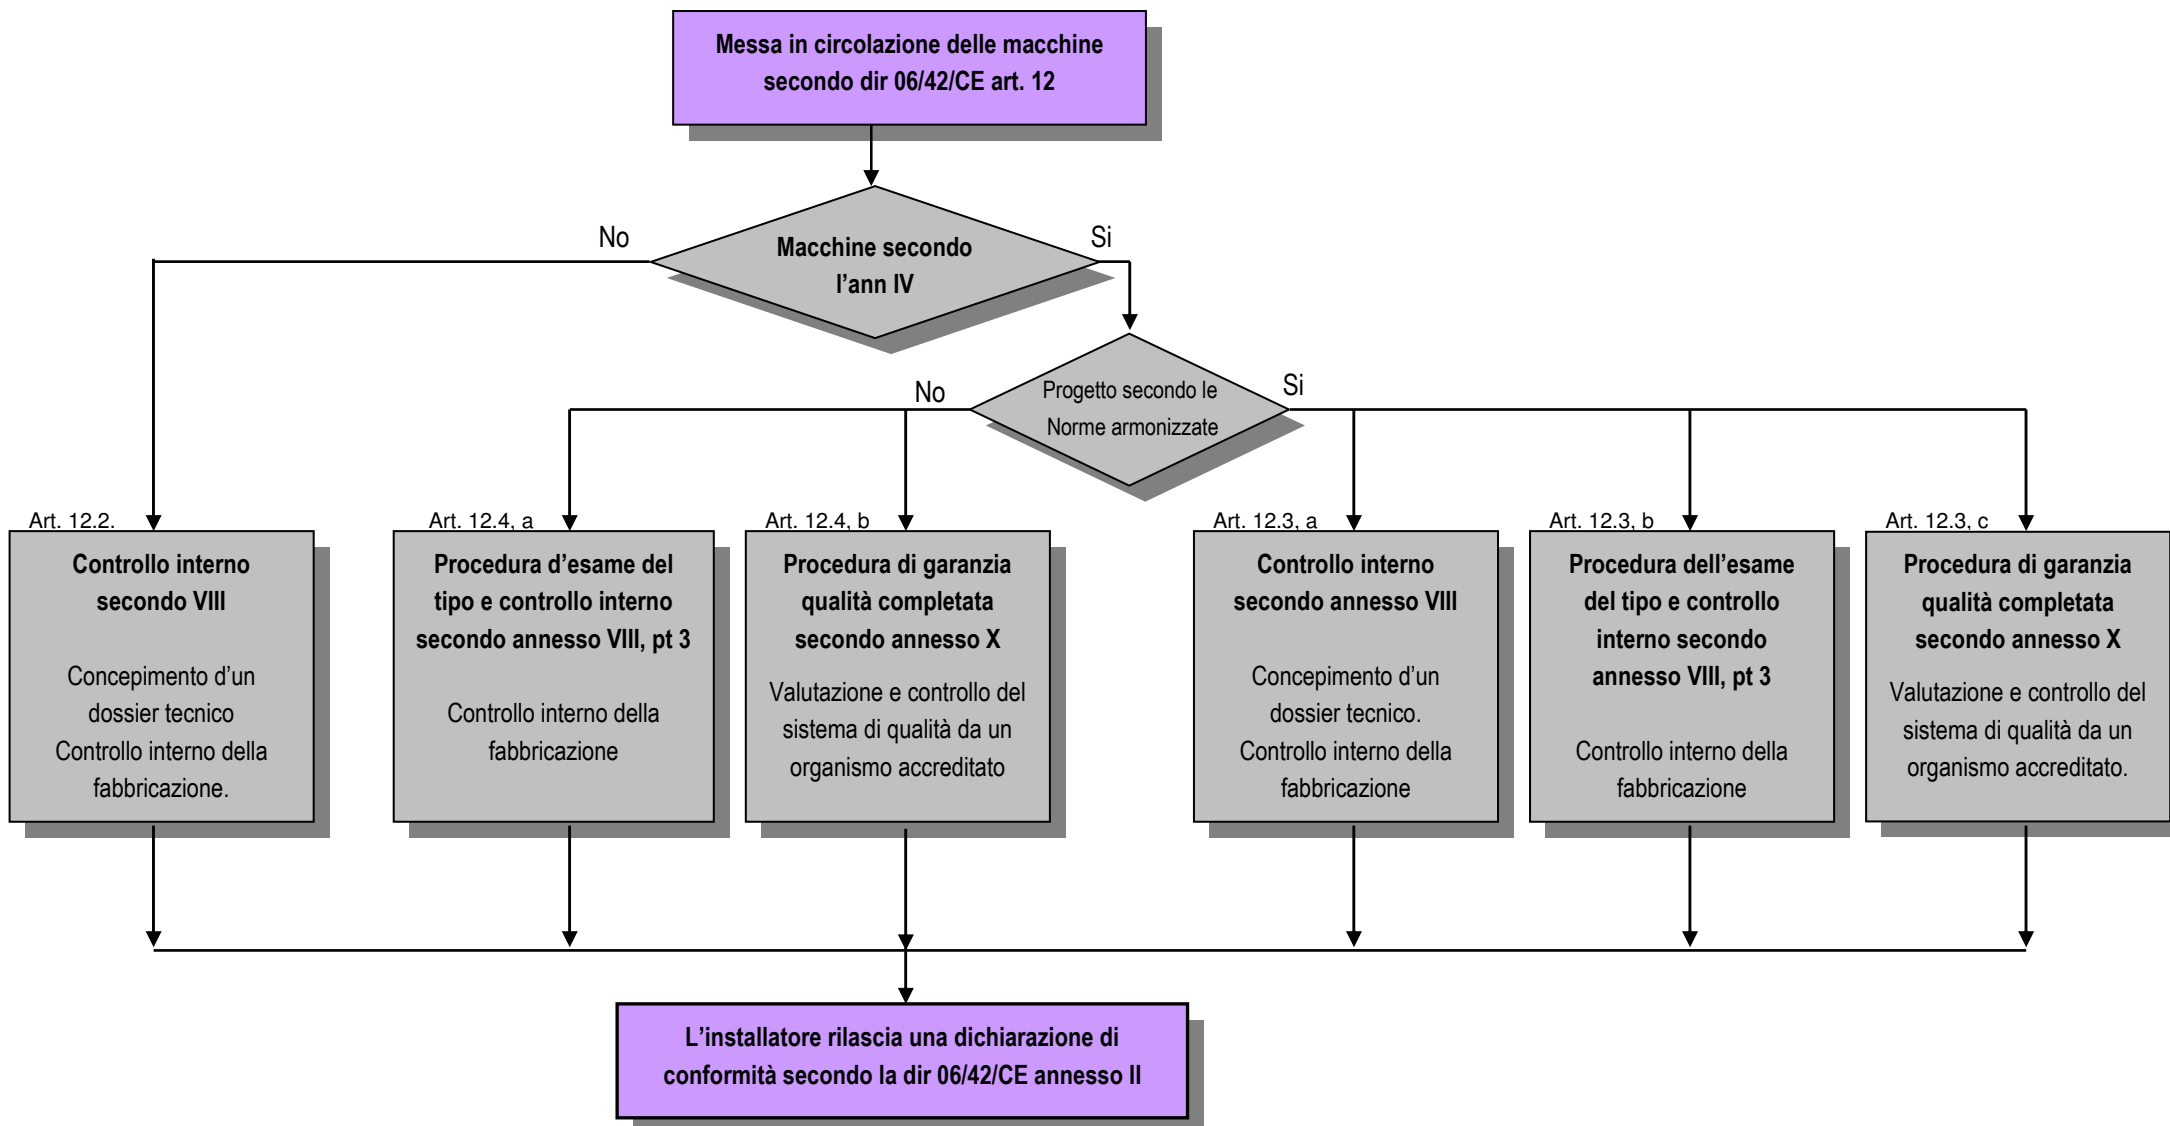 Messa in circolazione delle macchine
secondo dir 06/42/CE art. 12
No
Macchine secondo
l’ann IV
Si
No
Progetto secondo le
Norme armonizzate
Si
Art. 12.2.
Controllo interno
secondo VIII
Concepimento d’un
dossier tecnico
Controllo interno della
fabbricazione.
Art. 12.4, a
Procedura d’esame del
tipo e controllo interno
secondo annesso VIII, pt 3
Controllo interno della
fabbricazione
Art. 12.4, b
Procedura di garanzia
qualità completata
secondo annesso X
Valutazione e controllo del
sistema di qualità da un
organismo accreditato
Art. 12.3, a
Controllo interno
secondo annesso VIII
Concepimento d’un
dossier tecnico.
Controllo interno della
fabbricazione
Art. 12.3, b
Procedura dell’esame
del tipo e controllo
interno secondo
annesso VIII, pt 3
Controllo interno della
fabbricazione
Art. 12.3, c
Procedura di garanzia
qualità completata
secondo annesso X
Valutazione e controllo del
sistema di qualità da un
organismo accreditato.
L’installatore rilascia una dichiarazione di
conformità secondo la dir 06/42/CE annesso II